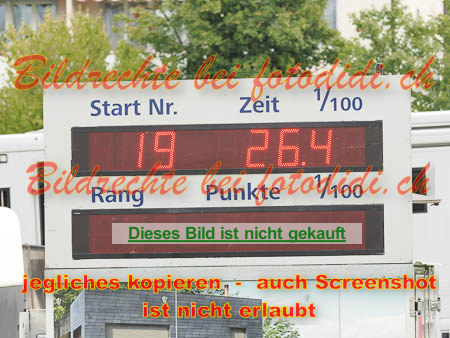 Bildrechte bei fotodidi.ch
Start Nr. Zeit 1/100
19 26.4
Bildrechte bei fotodidi.ch
Rang Punkte 1/100
Dieses Bild ist nicht gekauft
jegliches kopieren - auch Screenshot
ist nicht erlaubt